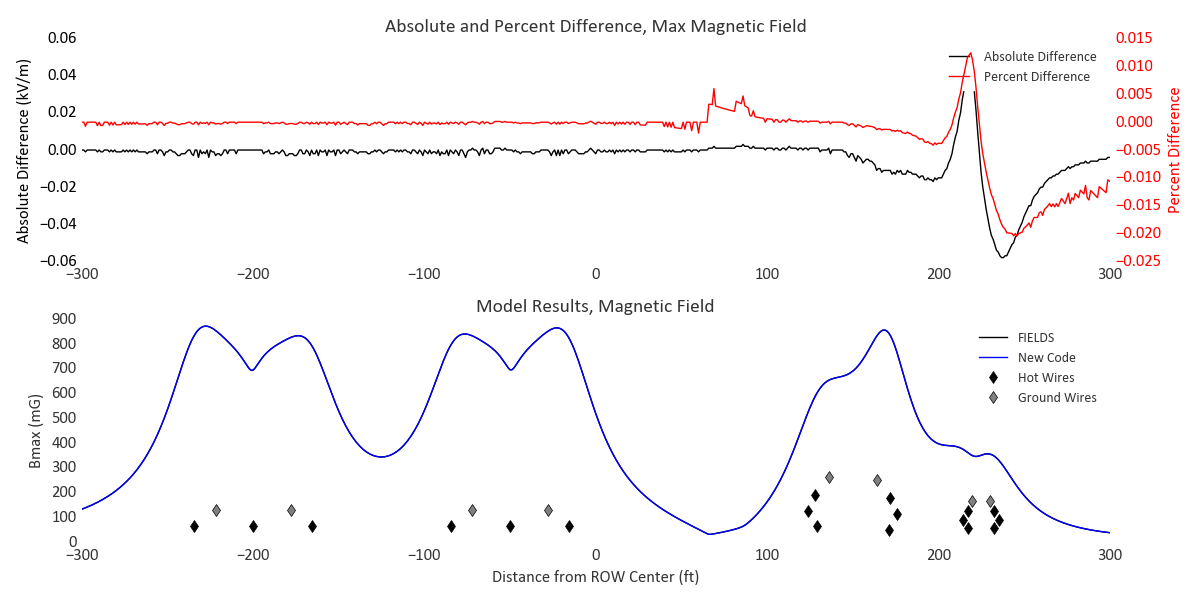 Absolute and Percent Difference, Max Magnetic Field
0.06
0.04
0.02
0.00
−0.02
−0.04
−0.06
Absolute Difference (kV/m)
0.015
0.010
0.005
0.000
−0.005
−0.010
−0.015
−0.020
−0.025
Percent Difference
Absolute Difference
Percent Difference
−300 −200 −100 0 100 200 300
Model Results, Magnetic Field
900
800
700
600
500
400
300
200
100
0
Bmax (mG)
FIELDS
New Code
Hot Wires
Ground Wires
−300 −200 −100 0 100 200 300
Distance from ROW Center (ft)